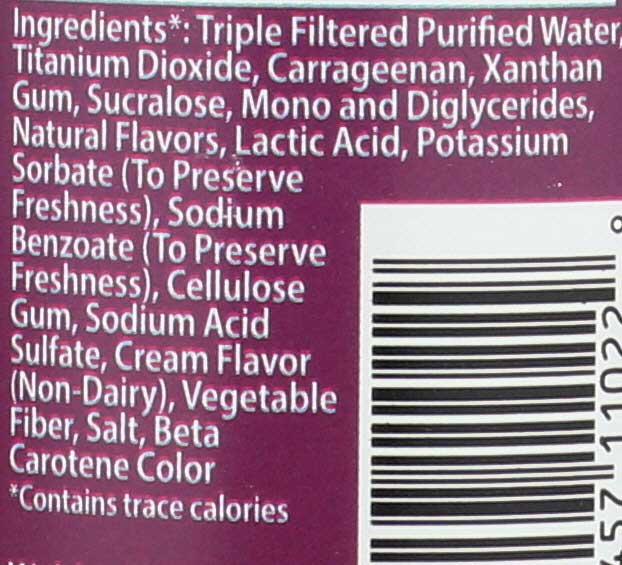 Ingredients*: Triple Filtered Purified Water,
Titanium Dioxide, Carrageenan, Xanthan
Gum, Sucralose, Mono and Diglycerides,
Natural Flavors, Lactic Acid, Potassium
Sorbate (To Preserve
Freshness), Sodium
Benzoate (To Preserve
Freshness), Cellulose
Gum, Sodium Acid
Sulfate, Cream Flavor
(Non-Dairy), Vegetable
Fiber, Salt, Beta
Carotene Color
*Contains trace calories
457 11022